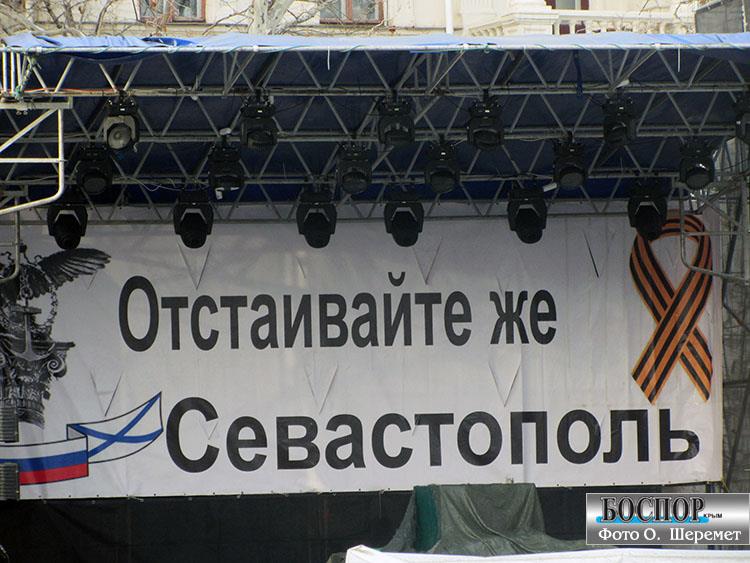 Отстаивайте же
Севастополь
БОСПОР
КРЫМ
Фото О. Шеремет